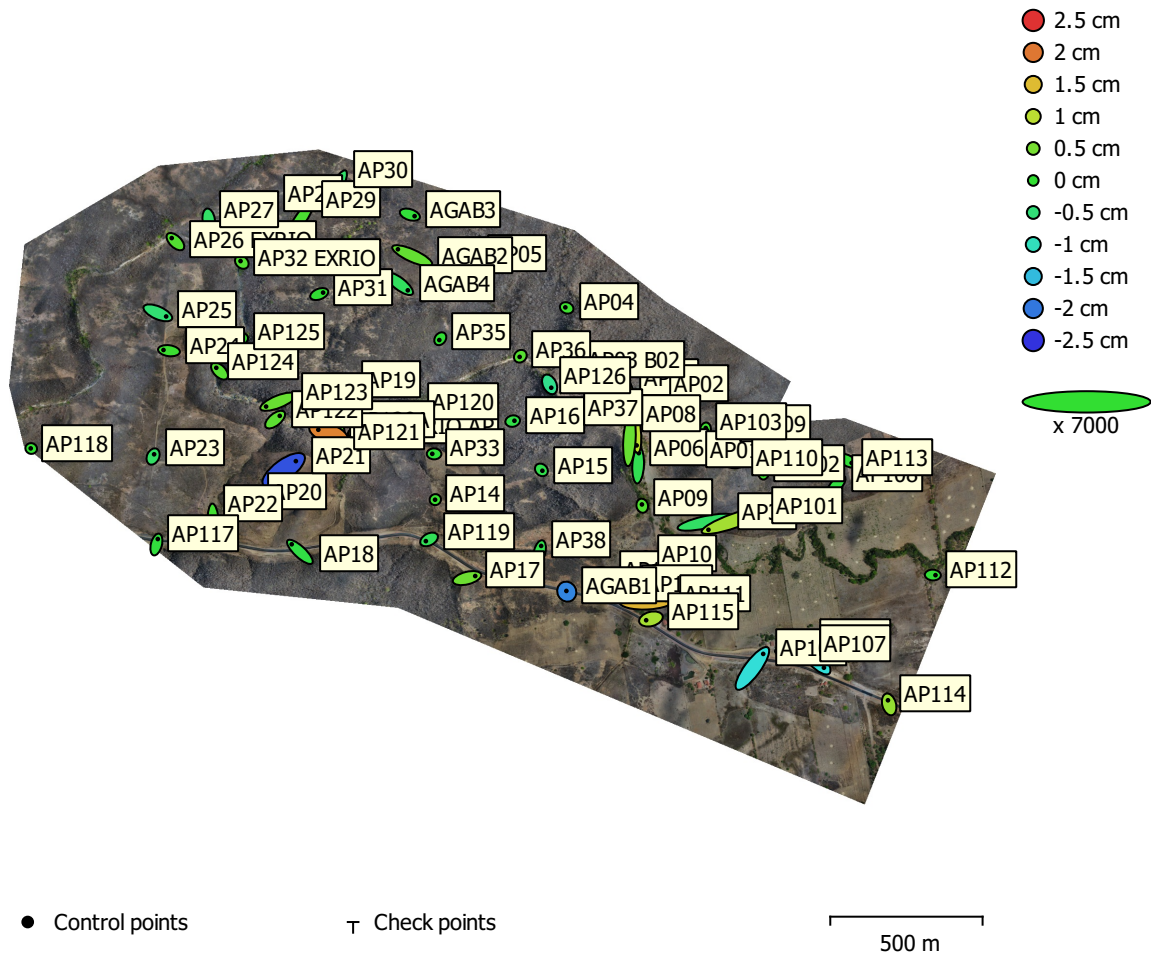 2.5 cm
2 cm
1.5 cm
1 cm
0.5 cm
0 cm
-0.5 cm
-1 cm
-1.5 cm
-2 cm
-2.5 cm
x 7000
AP30
AP29
AP27
AGAB3
AP26 EXRIO
AP32 EXRIO
AGAB2
AGAB4
AP31
AP04
AP25
AP125
AP35
AP124
AP36
B02
AP126
AP19
AP02
AP123
AP120
AP37
AP16
AP08
AP103
AP121
AP118
AP23
AP33
AP06
AP21
AP15
AP110
AP113
AP20
AP22
AP14
AP09
AP101
AP117
AP119
AP18
AP38
AP10
AP17
AGAB1
AP112
AP115
AP107
AP114
Control points
Check points
500 m